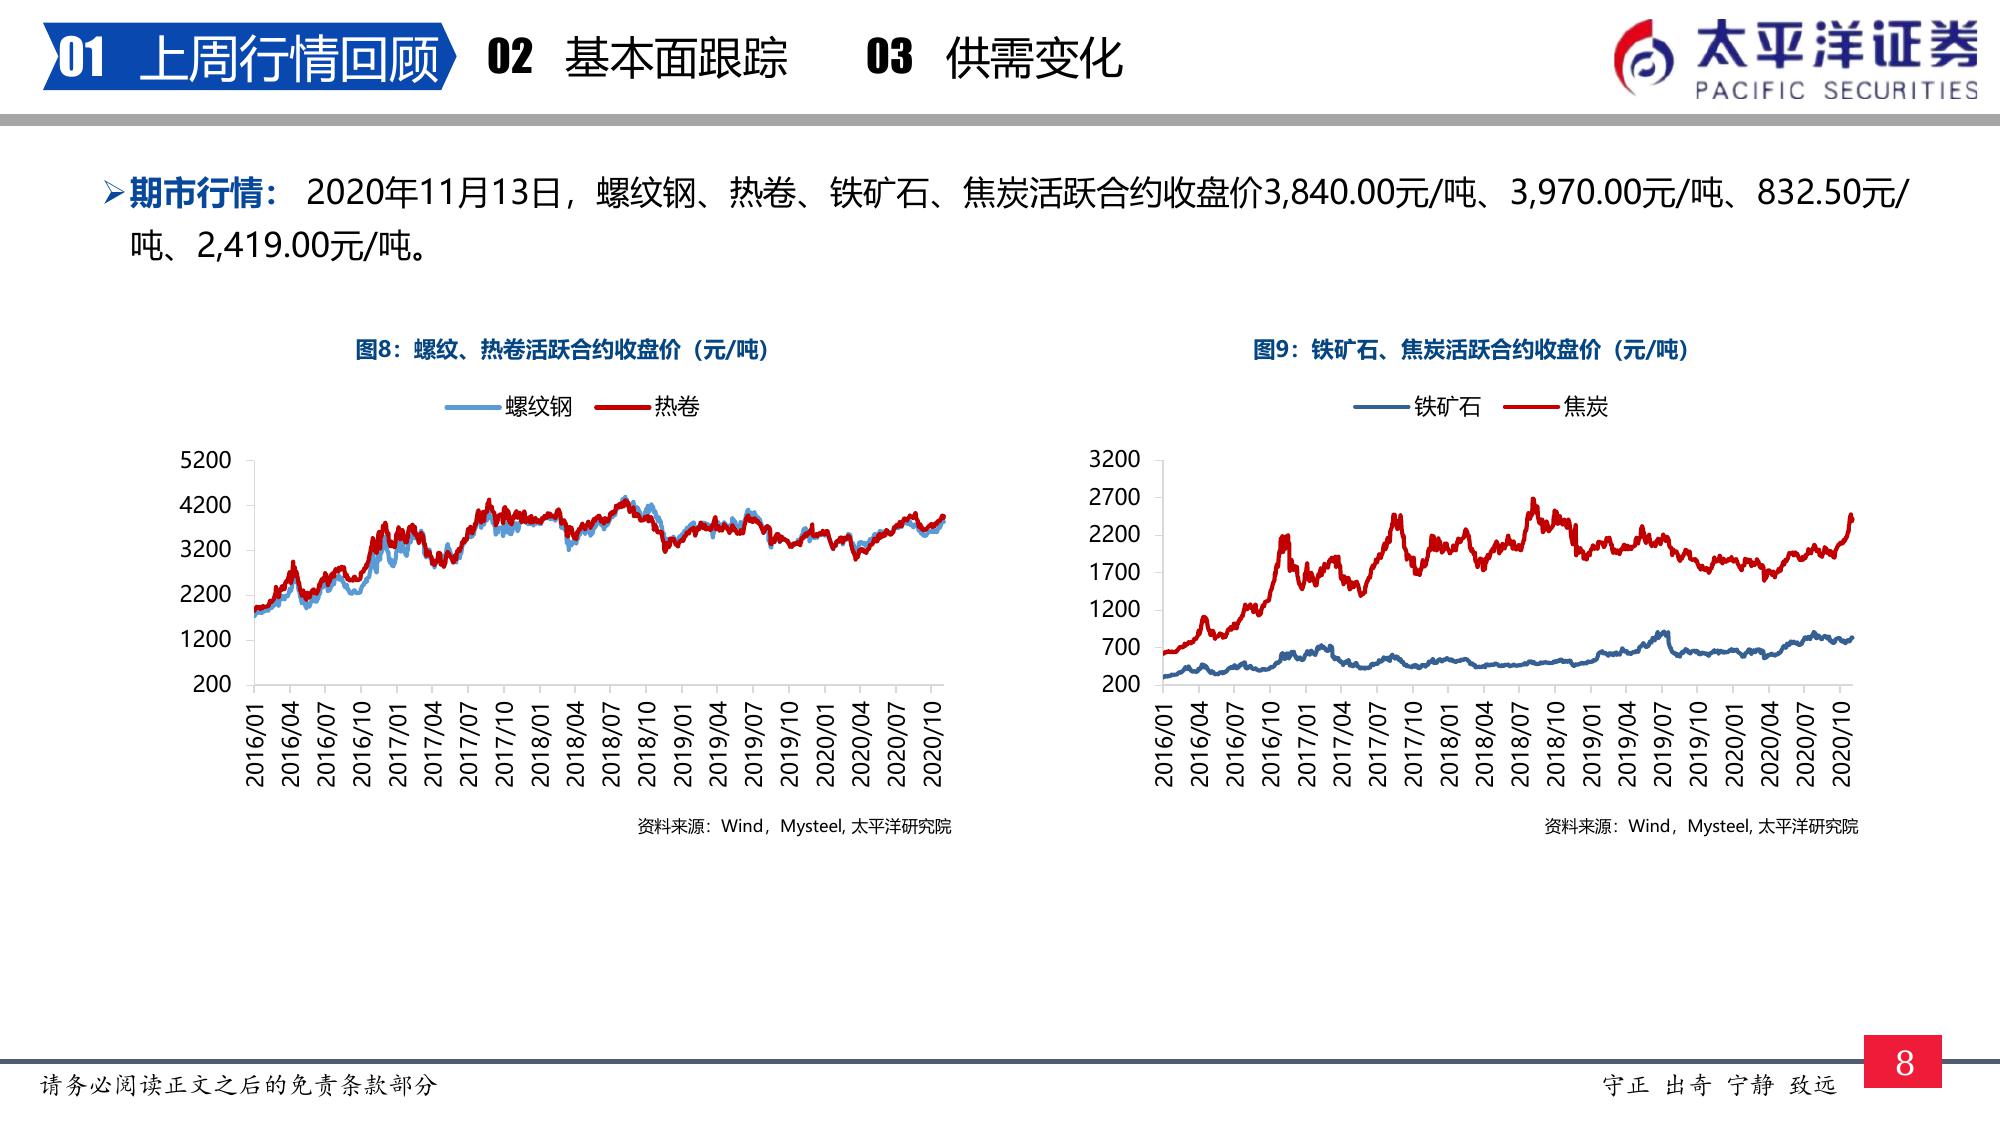 01 上周行情回顾 02 基本面跟踪 03 供需变化
太平洋证券
PACIFIC SECURITIES
➢期市行情： 2020年11月13日，螺纹钢、热卷、铁矿石、焦炭活跃合约收盘价3,840.00元/吨、3,970.00元/吨、832.50元/
吨、2,419.00元/吨。
图8：螺纹、热卷活跃合约收盘价（元/吨）
螺纹钢 热卷
5200
4200
3200
2200
1200
200
2016/01 2016/04 2016/07 2016/10 2017/01 2017/04 2017/07 2017/10 2018/01 2018/04 2018/07 2018/10 2019/01 2019/04 2019/07 2019/10 2020/01 2020/04 2020/07 2020/10
资料来源：Wind，Mysteel, 太平洋研究院
图9：铁矿石、焦炭活跃合约收盘价（元/吨）
铁矿石 焦炭
3200
2700
2200
1700
1200
700
200
2016/01 2016/04 2016/07 2016/10 2017/01 2017/04 2017/07 2017/10 2018/01 2018/04 2018/07 2018/10 2019/01 2019/04 2019/07 2019/10 2020/01 2020/04 2020/07 2020/10
资料来源：Wind，Mysteel, 太平洋研究院
请务必阅读正文之后的免责条款部分
守正 出奇 宁静 致远
8